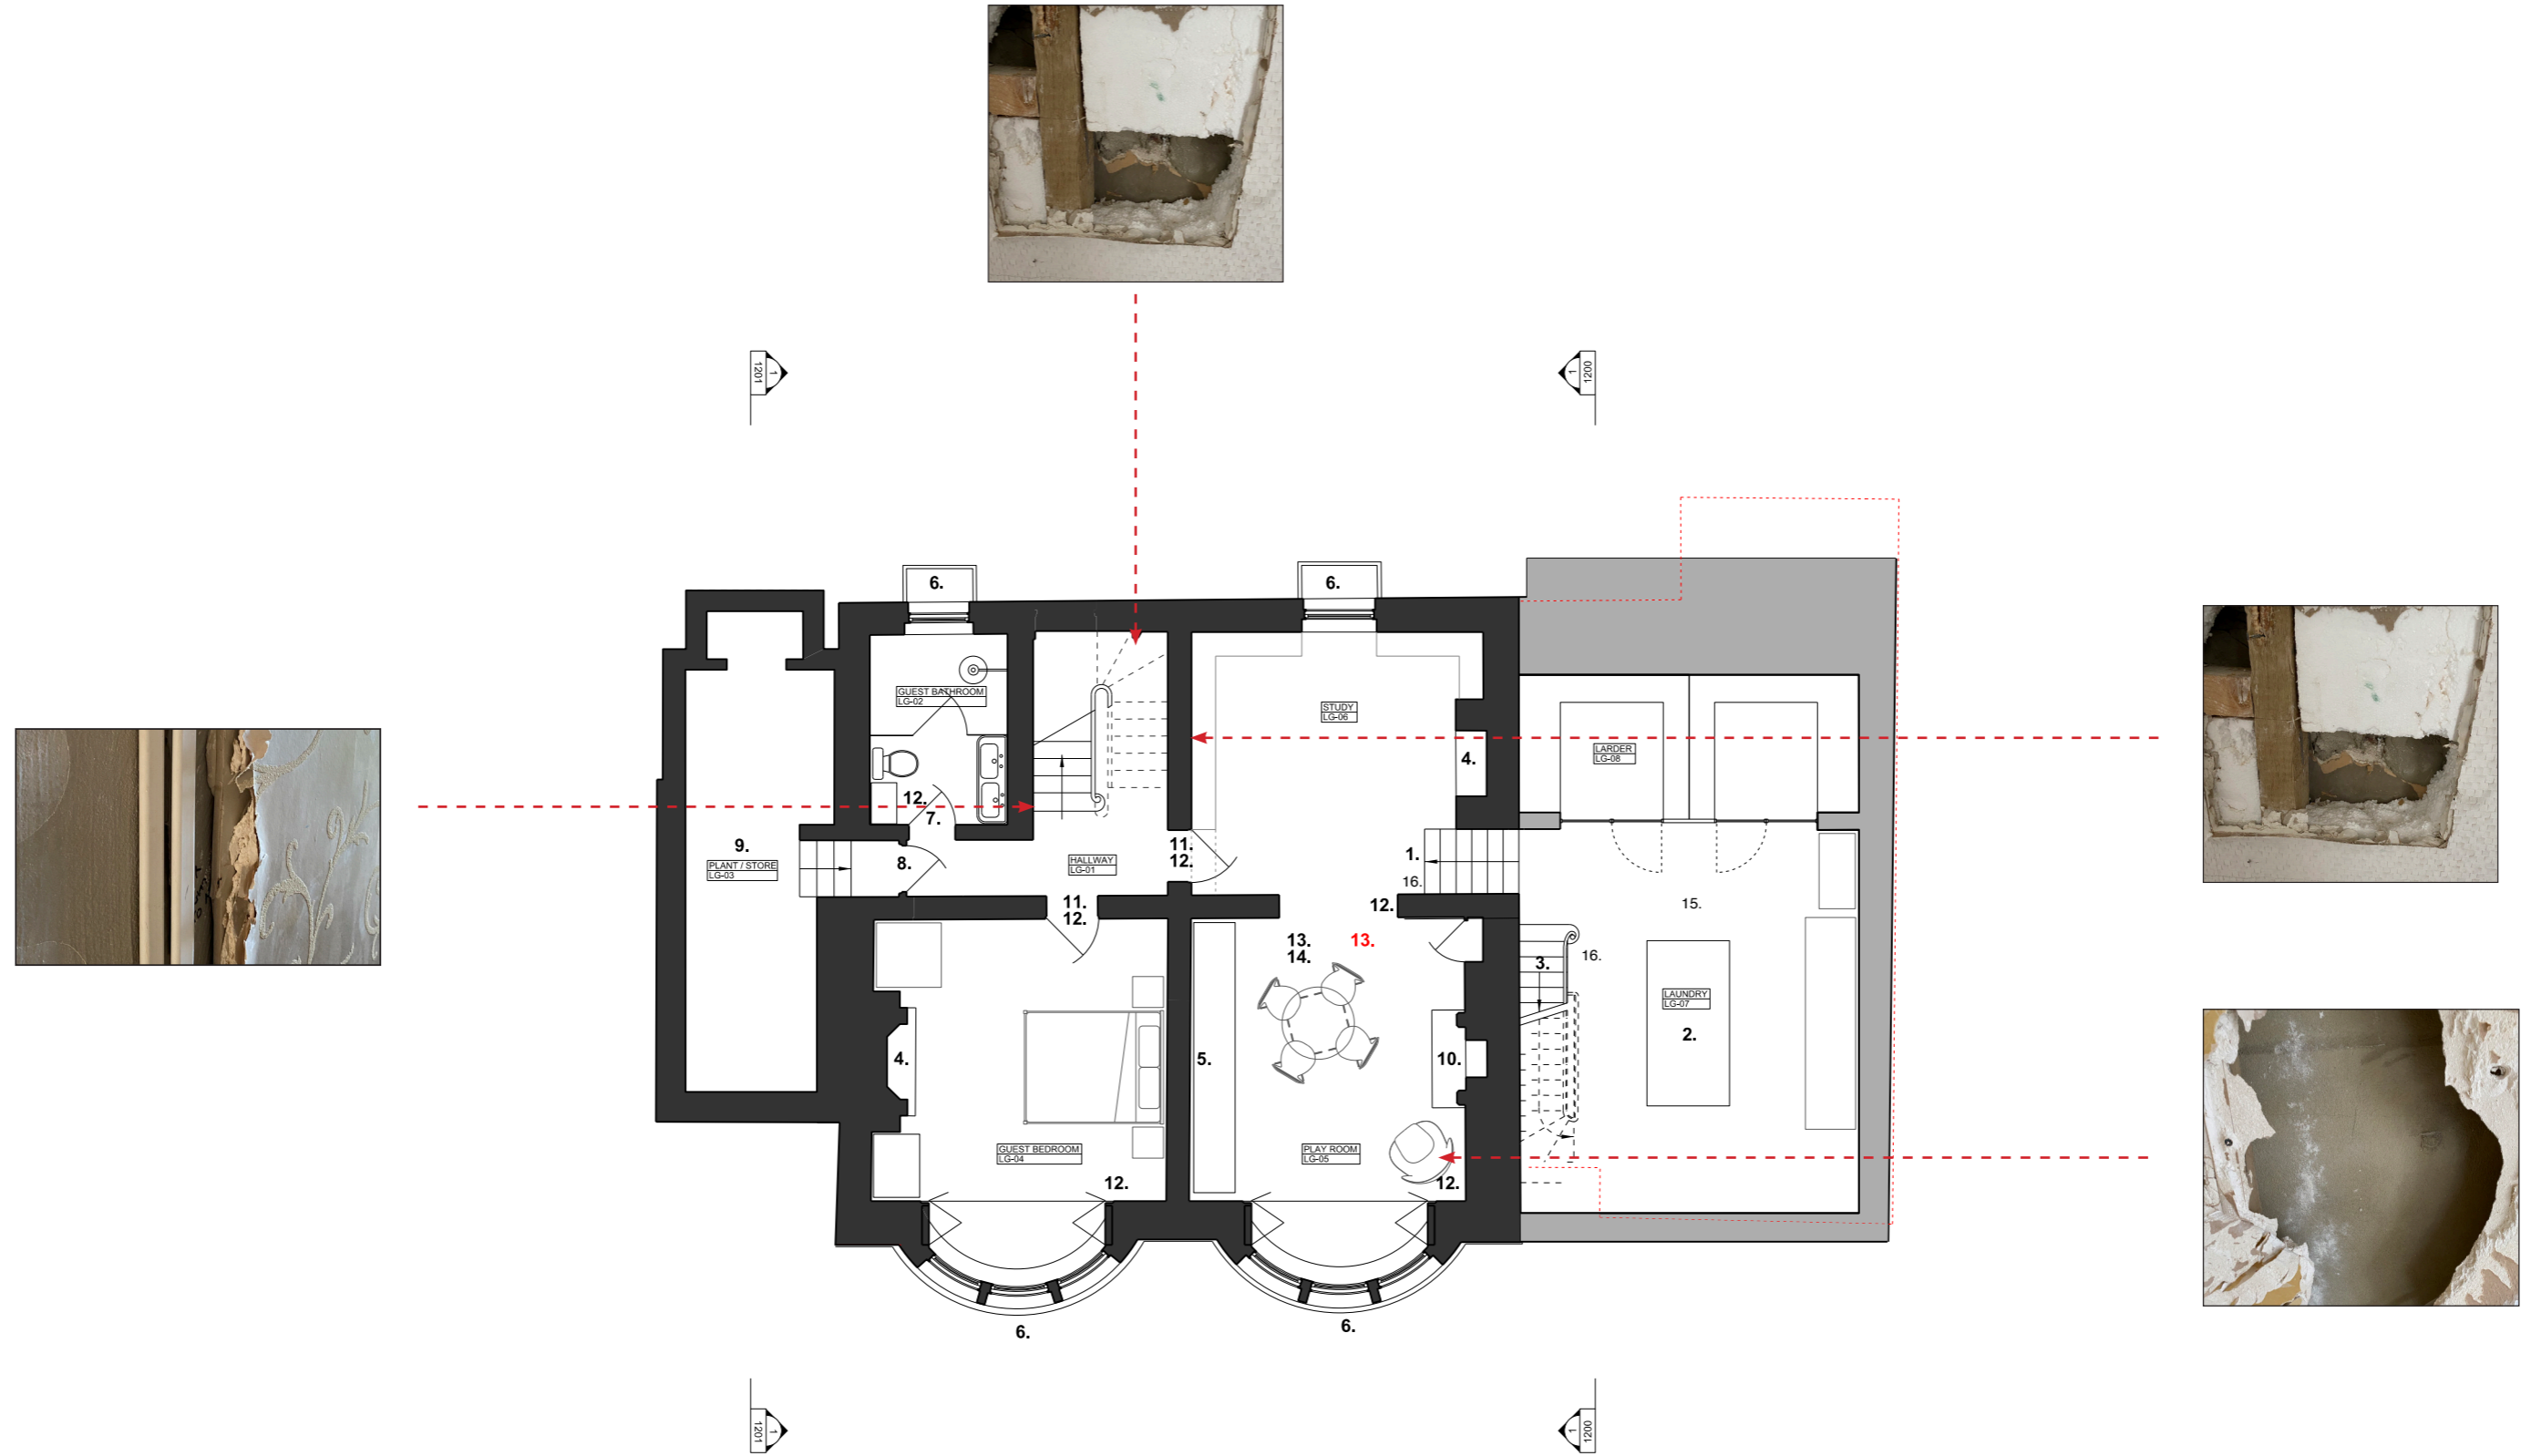 1201
1
1
1200
6.
6.
GUEST BATHROOM
LG-02
STUDY
LG-06
LARDER
LG-08
4.
12.
7.
9.
PLANT / STORE
LG-03
8.
HALLWAY
LG-01
11.
12.
1.
16.
11.
12.
12.
15.
13.
13.
14.
16.
3.
LAUNDRY
LG-07
2.
4.
5.
10.
GUEST BEDROOM
LG-04
PLAY ROOM
LG-05
12.
12.
6.
6.
1201
1
1
1200